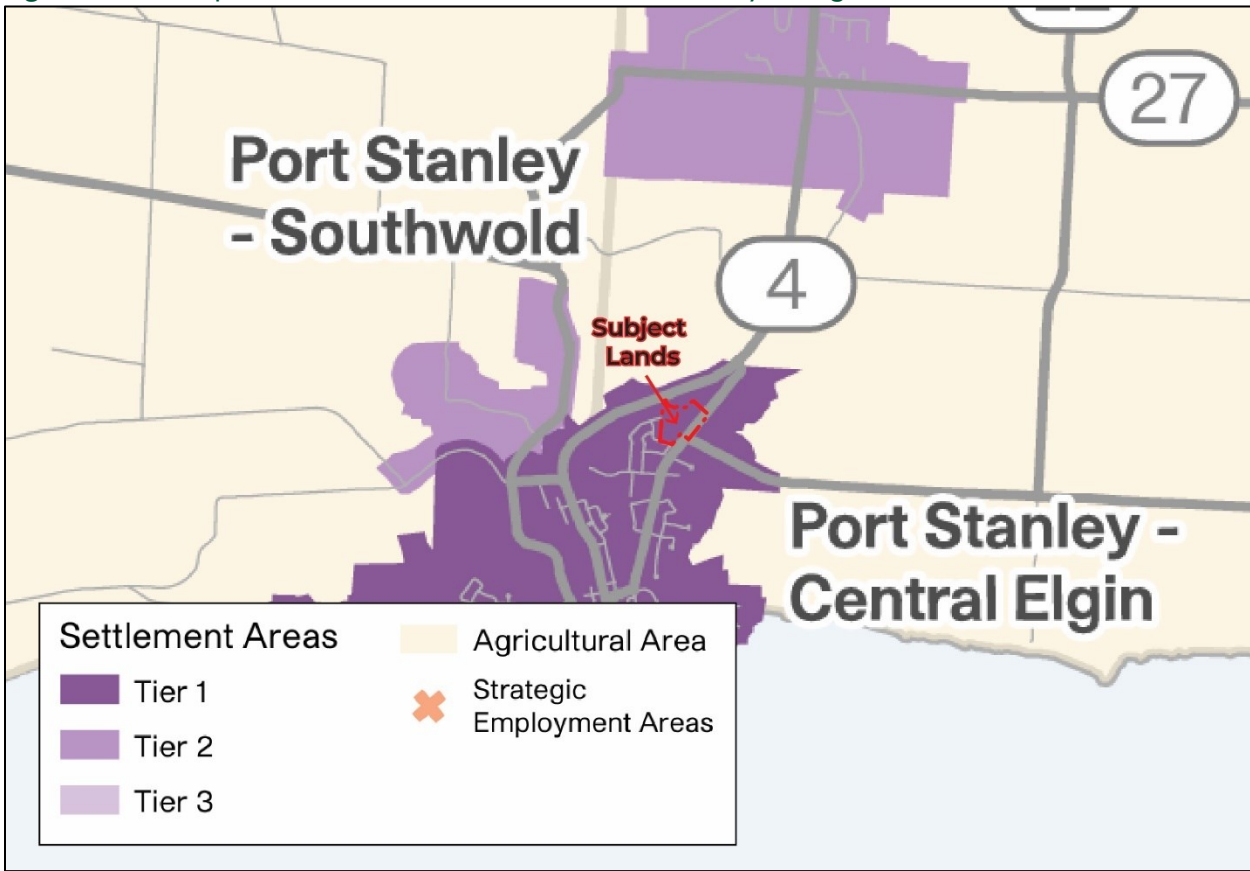 27
Port Stanley
- Southwold
4
Subject
Lands
Port Stanley -
Central Elgin
Settlement Areas
Tier 1
Tier 2
Tier 3
Agricultural Area
Strategic
Employment Areas